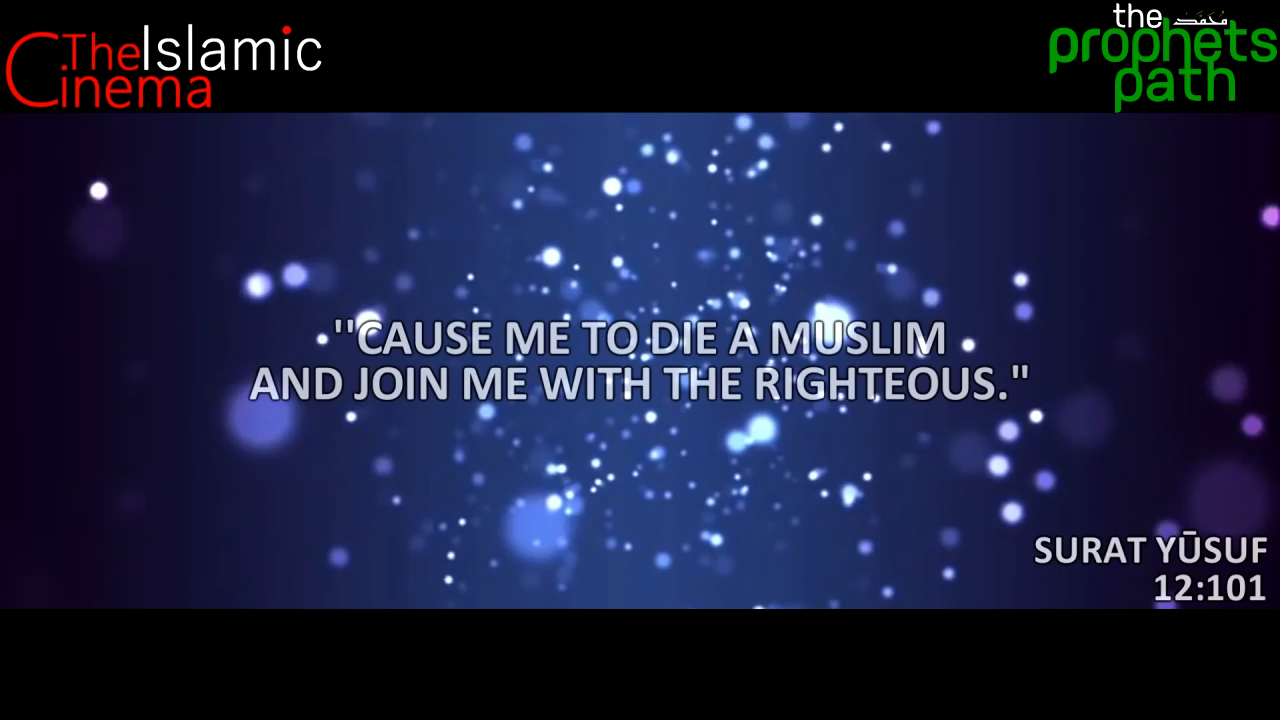 TheIslamic
Cinema
the محمد
prophets
path
''CAUSE ME TO DIE A MUSLIM
AND JOIN ME WITH THE RIGHTEOUS."
SURAT YŪSUF
12:101